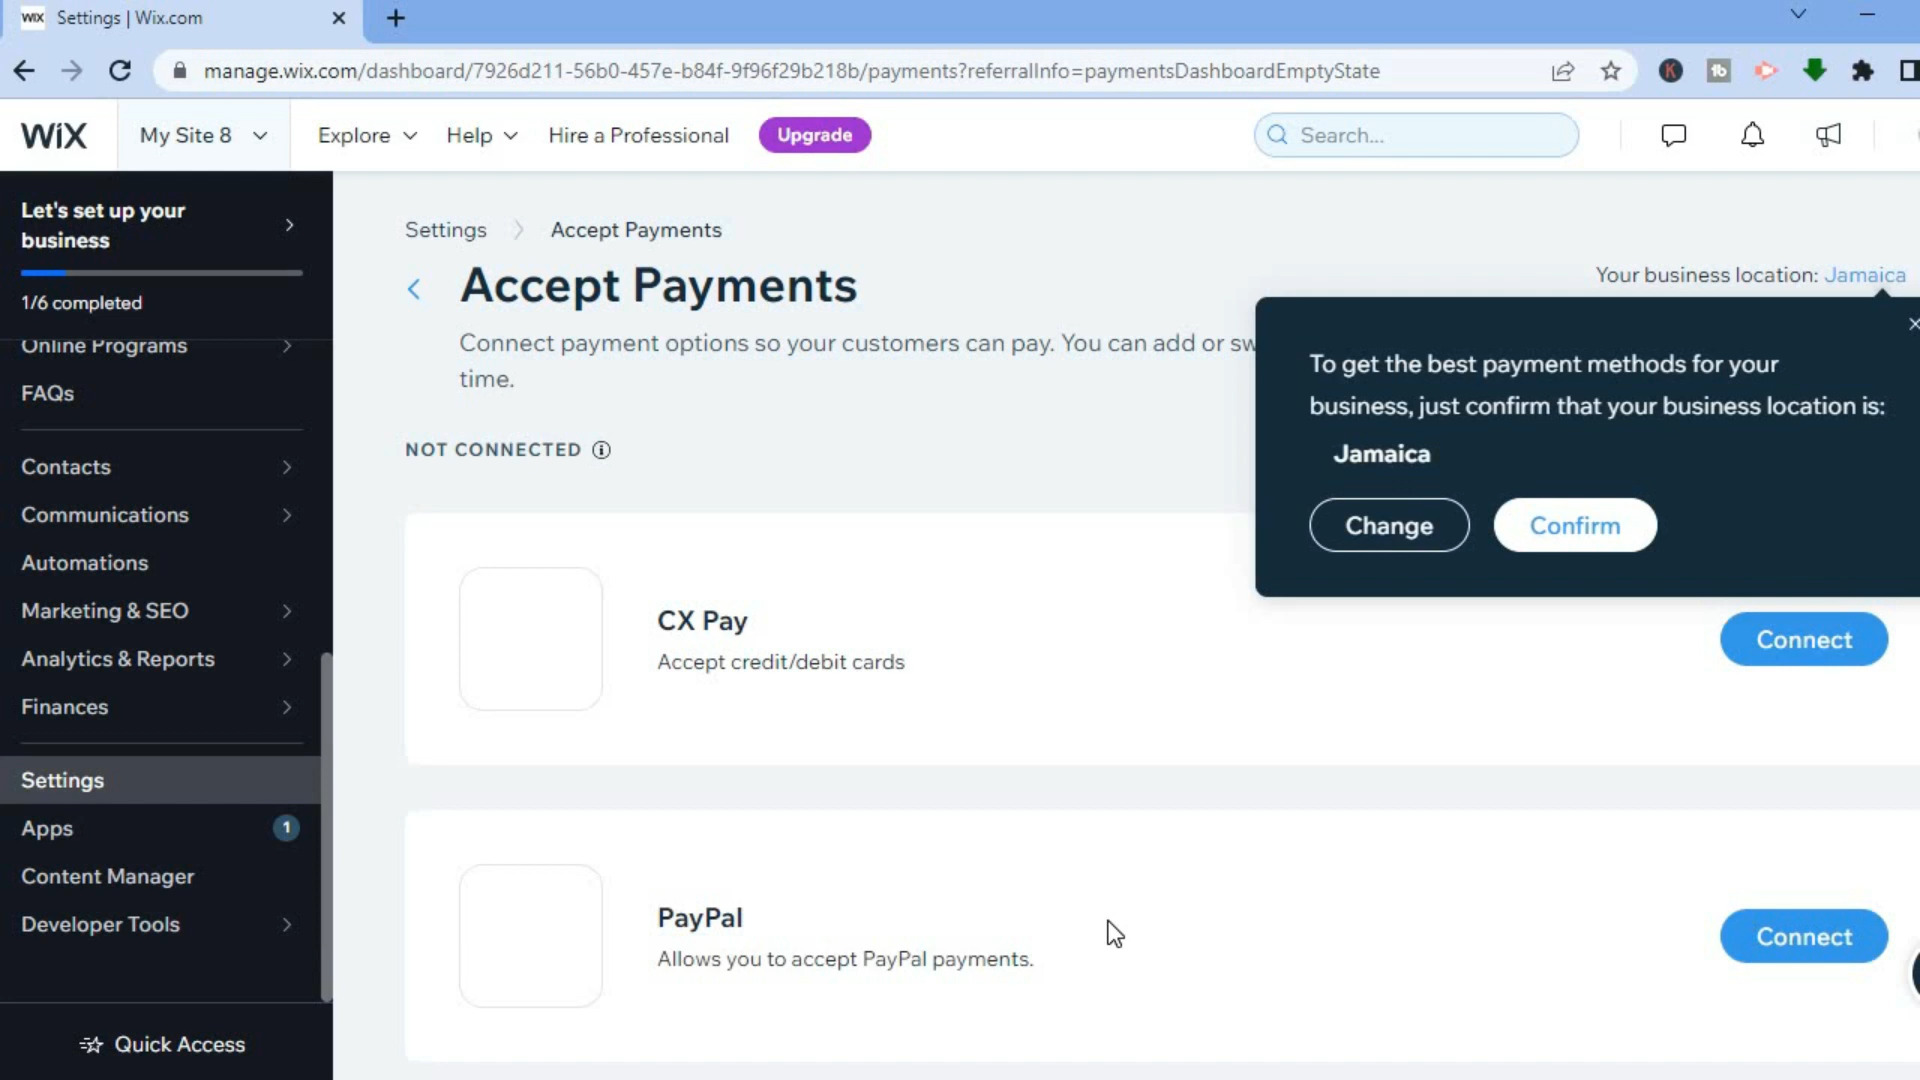 WIX Settings | Wix.com
manage.wix.com/dashboard/7926d211-56b0-457e-b84f-9f96f29b218b/payments?referralInfo=paymentsDashboardEmptyState
K
tb
WiX
My Site 8
Explore
Help
Hire a Professional
Upgrade
Search...
Let's set up your
business
1/6 completed
Online Programs
FAQs
Contacts
Communications
Automations
Marketing & SEO
Analytics & Reports
Finances
Settings
Apps 1
Content Manager
Developer Tools
Quick Access
Settings > Accept Payments
Accept Payments
Your business location: Jamaica
Connect payment options so your customers can pay. You can add or sw
time.
NOT CONNECTED
To get the best payment methods for your
business, just confirm that your business location is:
Jamaica
Change
Confirm
CX Pay
Accept credit/debit cards
Connect
PayPal
Allows you to accept PayPal payments.
Connect